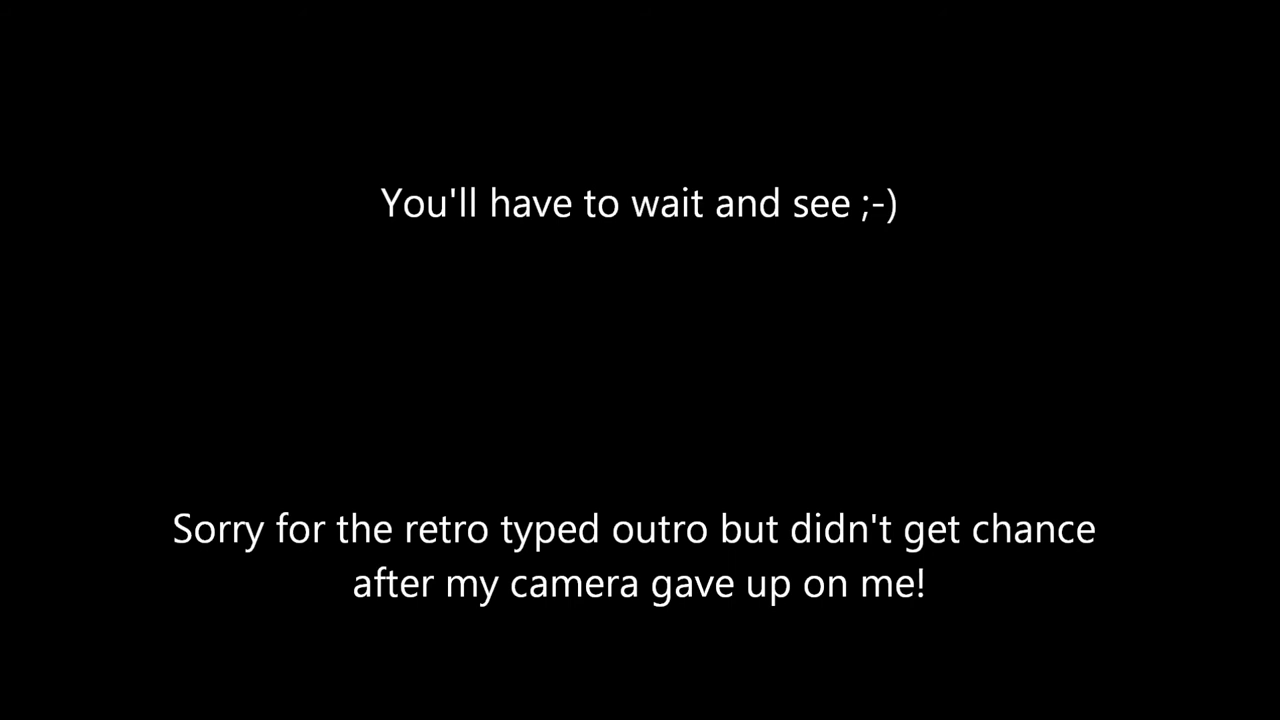 You'll have to wait and see ;-)
Sorry for the retro typed outro but didn't get chance
after my camera gave up on me!